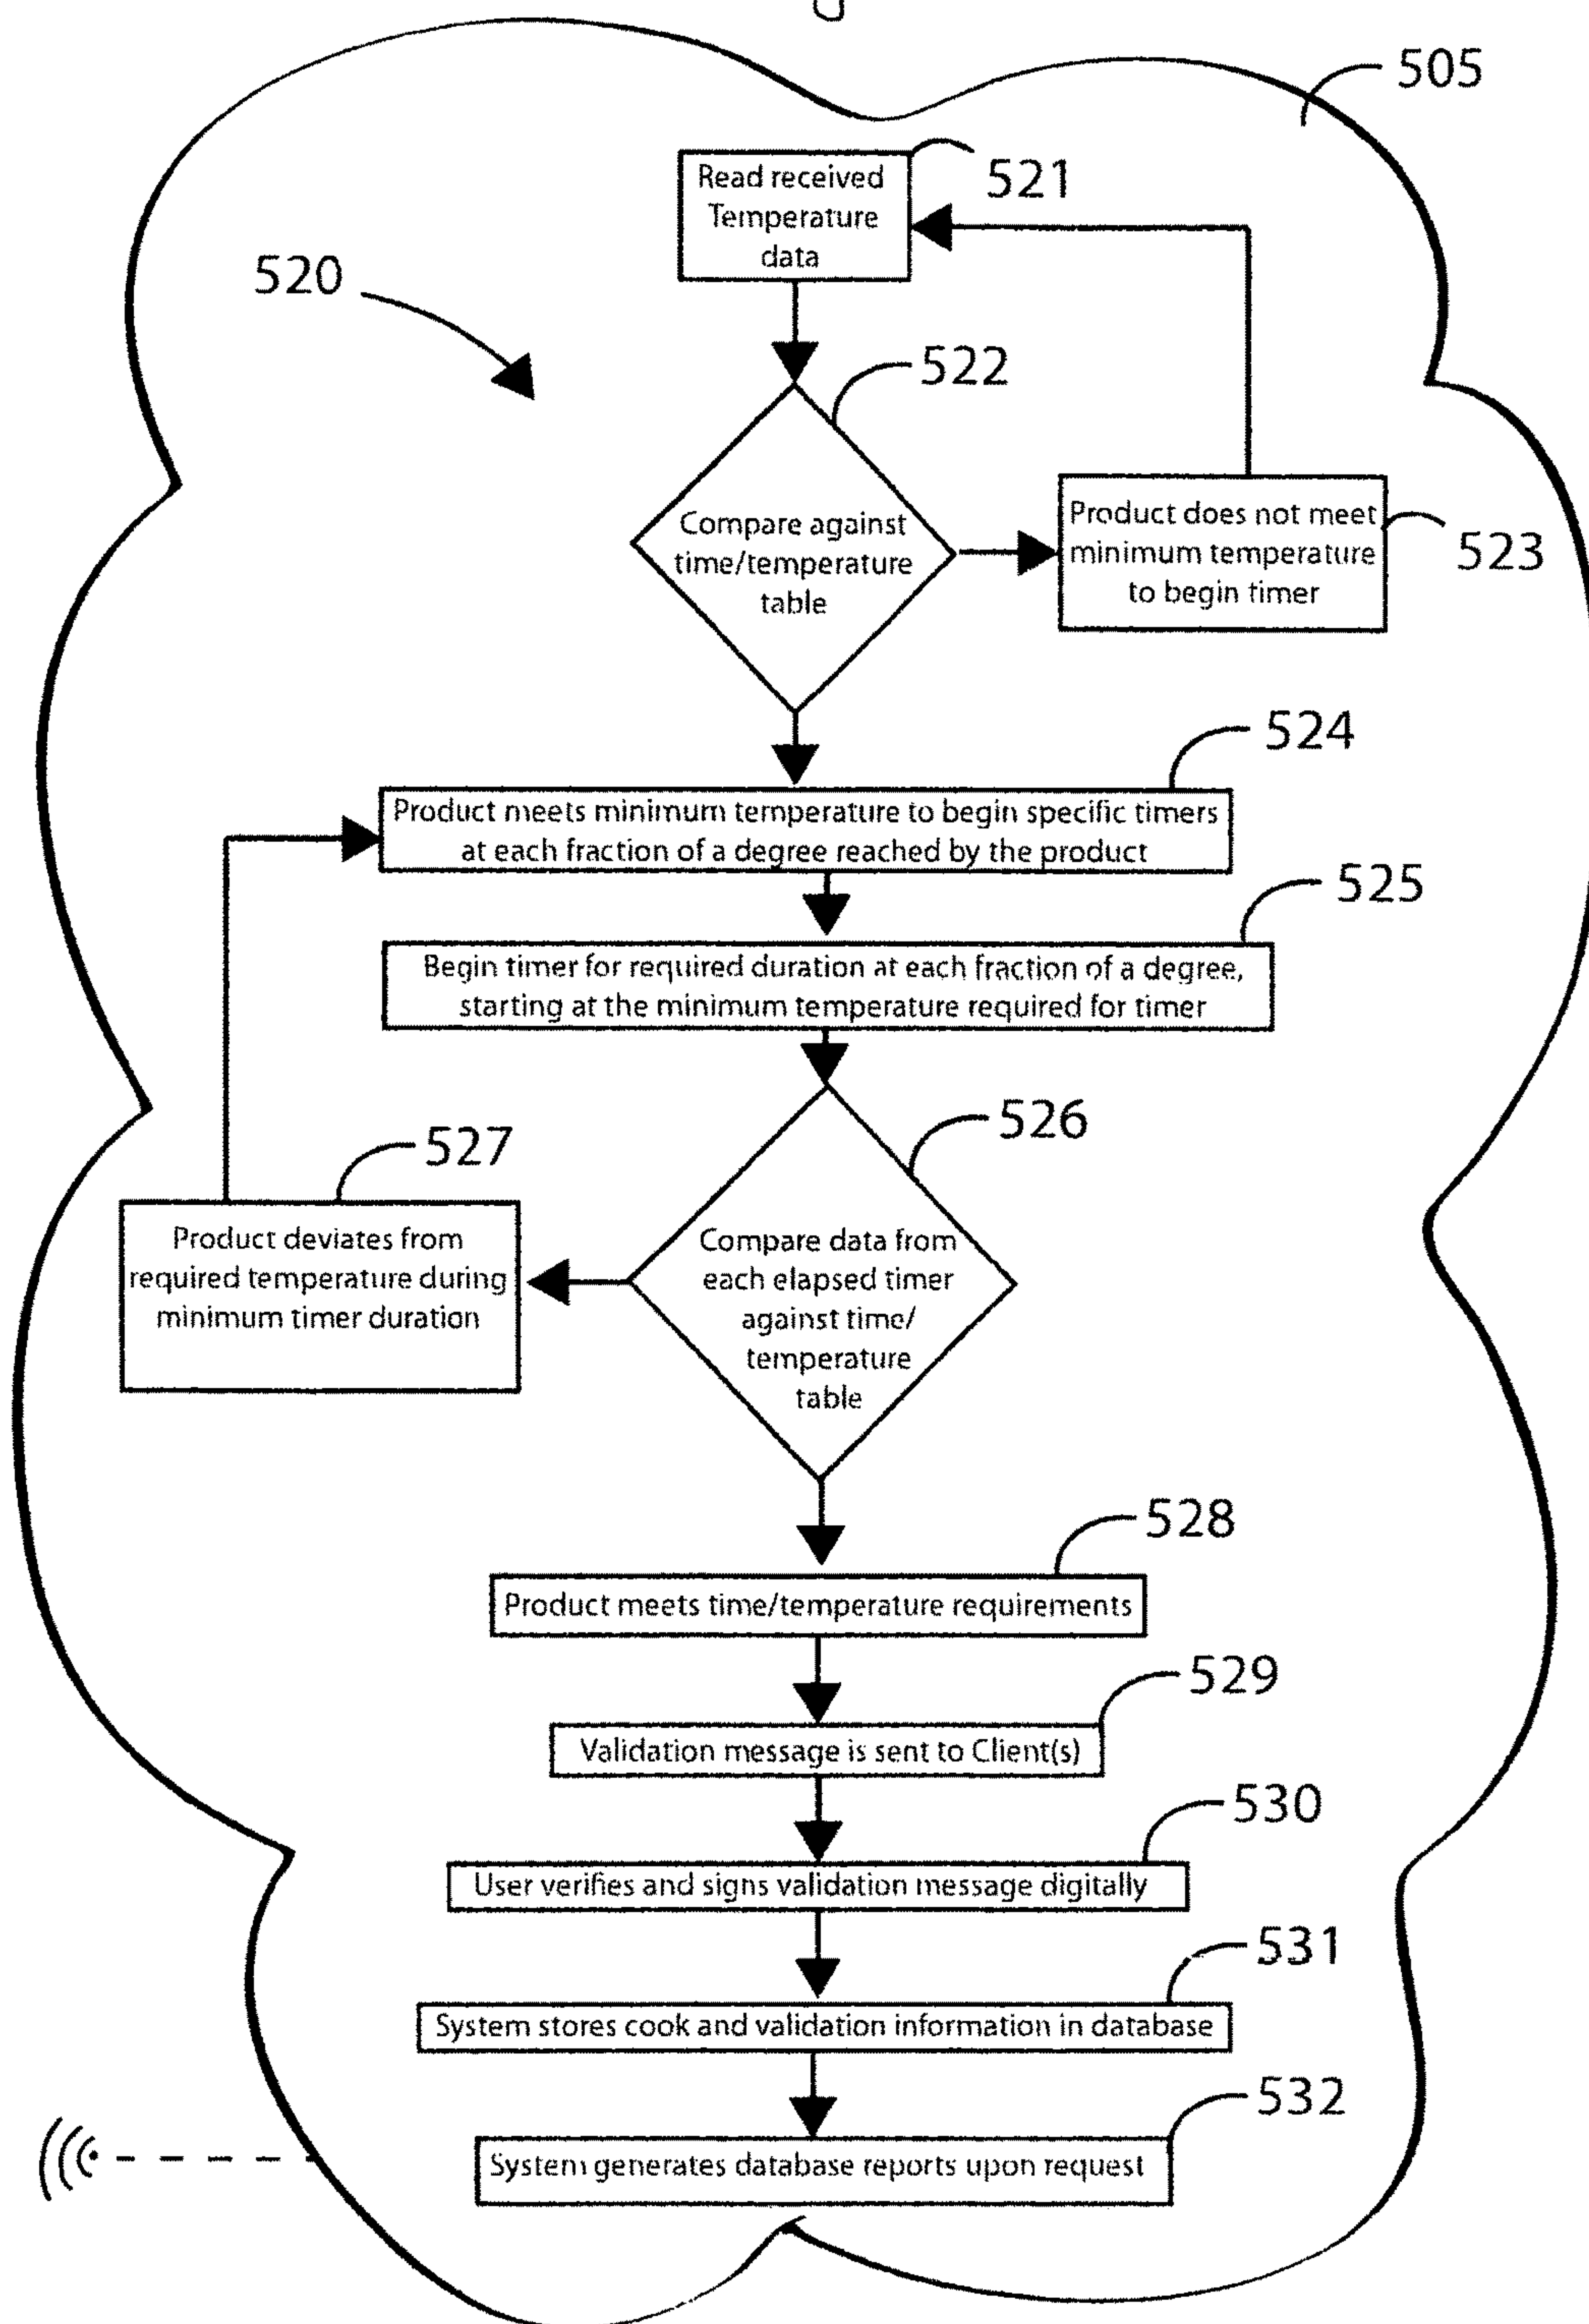 505
Read received
Temperature
data
521
520
522
Compare against
time/temperature
table
Product does not meet
minimum temperature
to begin timer
523
524
Product meets minimum temperature to begin specific timers
at each fraction of a degree reached by the product
525
Begin timer for required duration at each fraction of a degree,
starting at the minimum temperature required for timer
526
527
Product deviates from
required temperature during
minimum timer duration
Compare data from
each elapsed timer
against time/
temperature
table
528
Product meets time/temperature requirements
529
Validation message is sent to Client(s)
530
User verifies and signs validation message digitally
531
System stores cook and validation information in database
532
System generates database reports upon request